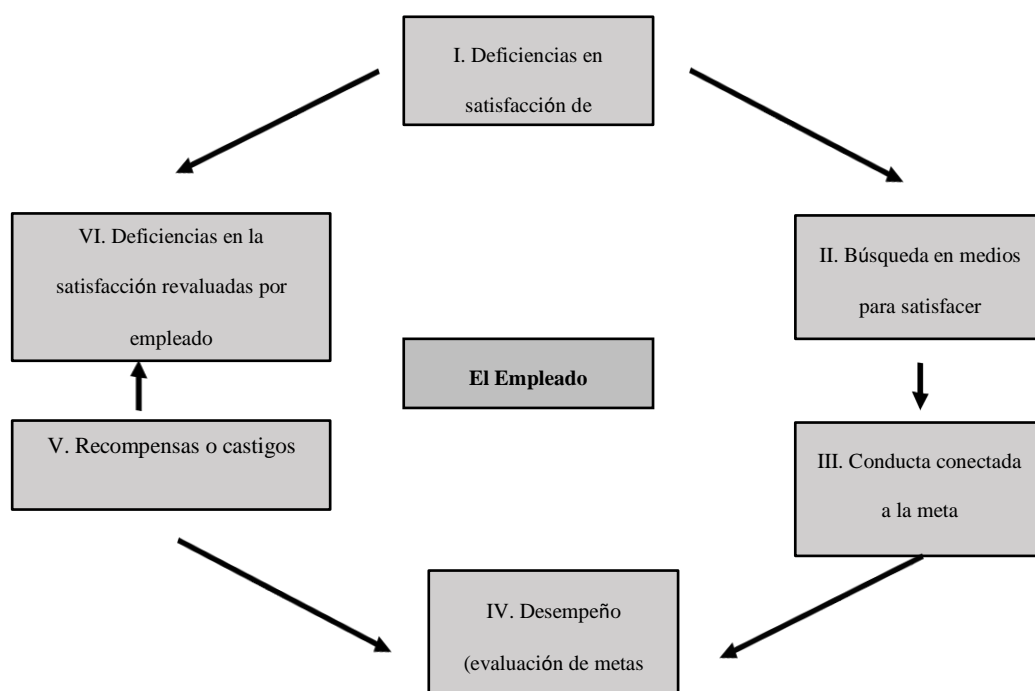 I. Deficiencias en
satisfacción de
VI. Deficiencias en la
satisfacción revaluadas por
empleado
II. Búsqueda en medios
para satisfacer
El Empleado
V. Recompensas o castigos
III. Conducta conectada
a la meta
IV. Desempeño
(evaluación de metas